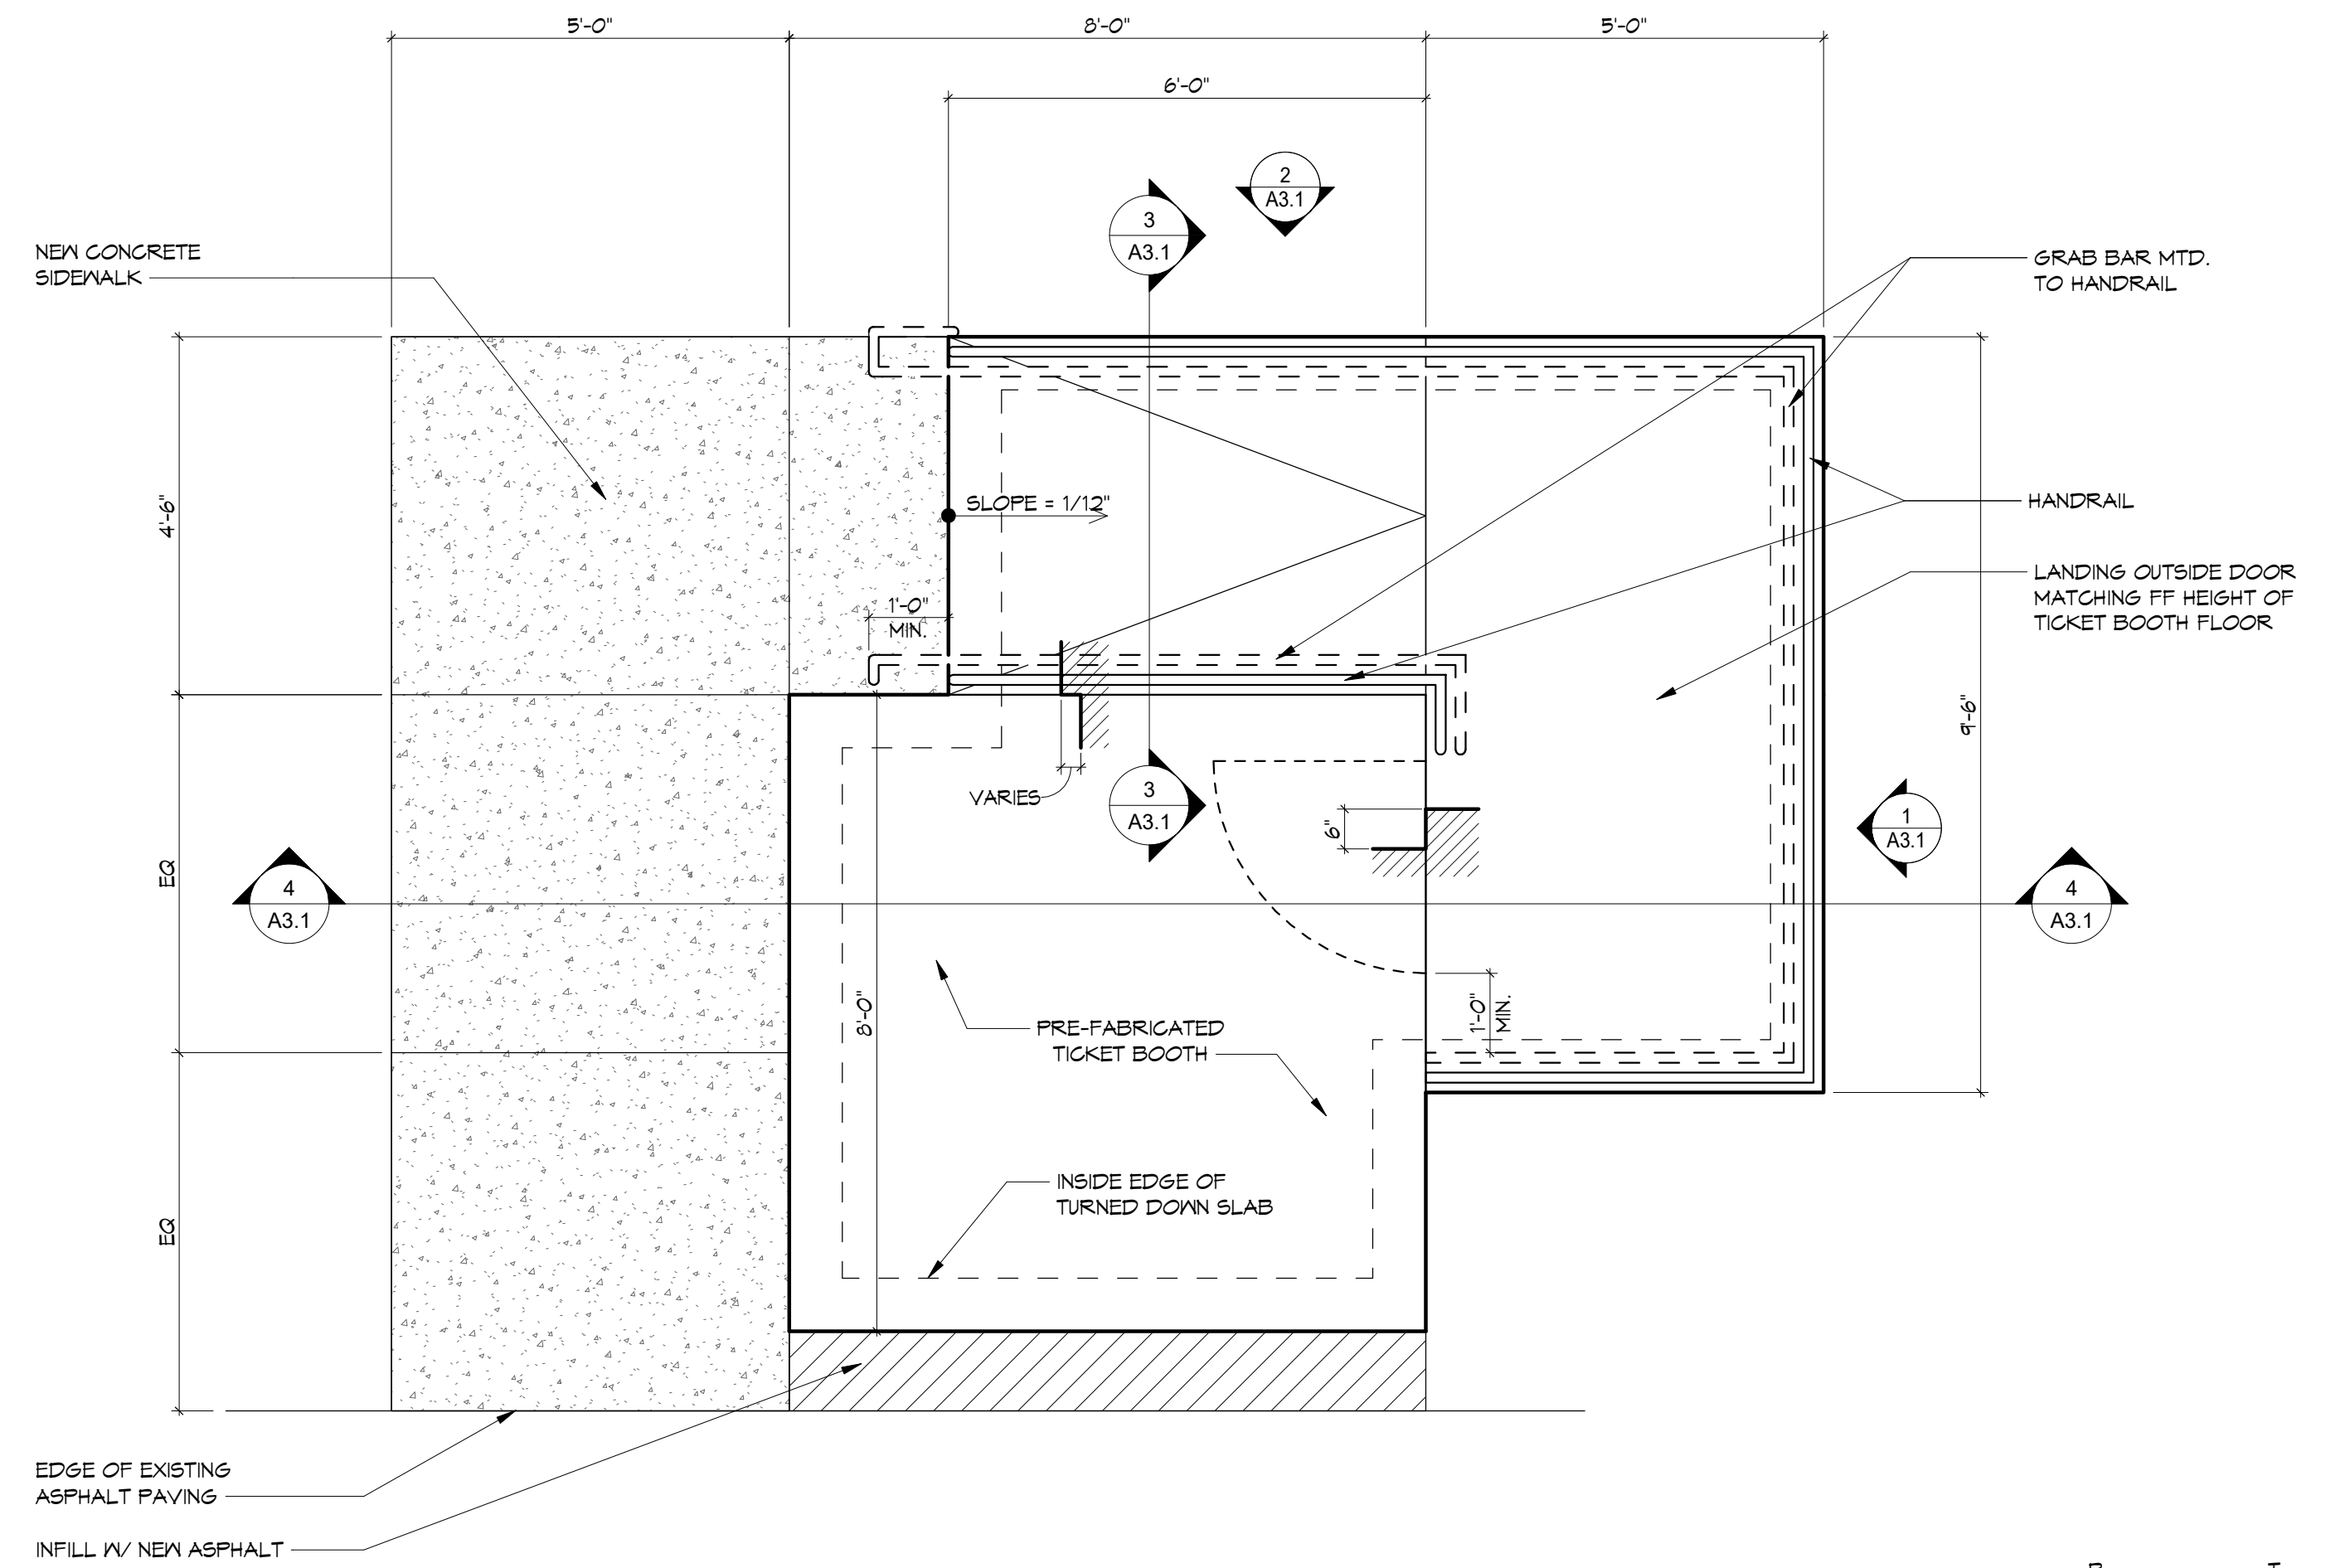 5'-0"
8'-0"
5'-0"
6'-0"
2
A3.1
3
A3.1
NEW CONCRETE
SIDEWALK
GRAB BAR MTD.
TO HANDRAIL
4'-6"
SLOPE = 1/12"
HANDRAIL
LANDING OUTSIDE DOOR
MATCHING FF HEIGHT OF
TICKET BOOTH FLOOR
1'-0"
MIN.
9'-6"
VARIES
3
A3.1
6"
1
A3.1
EQ
4
A3.1
4
A3.1
8'-0"
1'-0"
MIN.
PRE-FABRICATED
TICKET BOOTH
INSIDE EDGE OF
TURNED DOWN SLAB
EQ
EDGE OF EXISTING
ASPHALT PAVING
INFILL W/ NEW ASPHALT